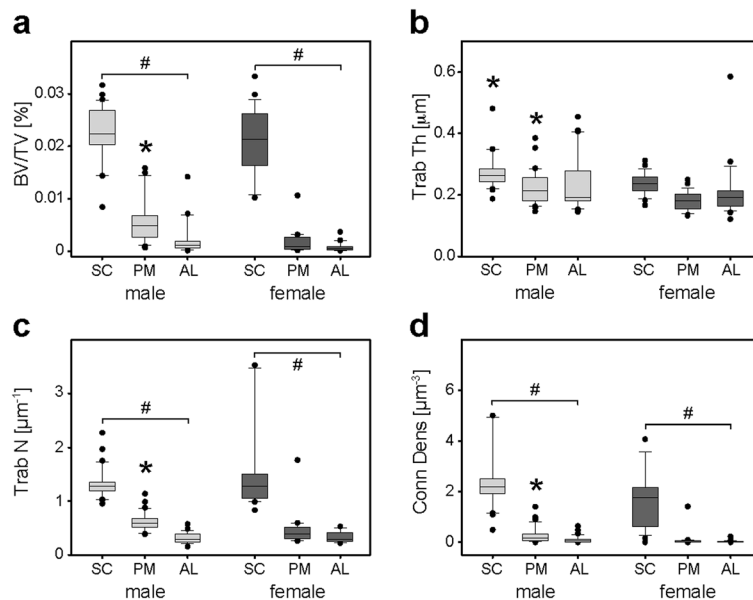 a
#
#
*
BV/TV [%]
0.03
0.02
0.01
0
SC PM AL SC PM AL
male female
b
*
*
Trab Th [µm]
0.6
0.4
0.2
0.0
SC PM AL SC PM AL
male female
c
#
#
*
Trab N [µm⁻¹]
3
2
1
0
SC PM AL SC PM AL
male female
d
#
#
*
Conn Dens [µm⁻³]
6
4
2
0
SC PM AL SC PM AL
male female